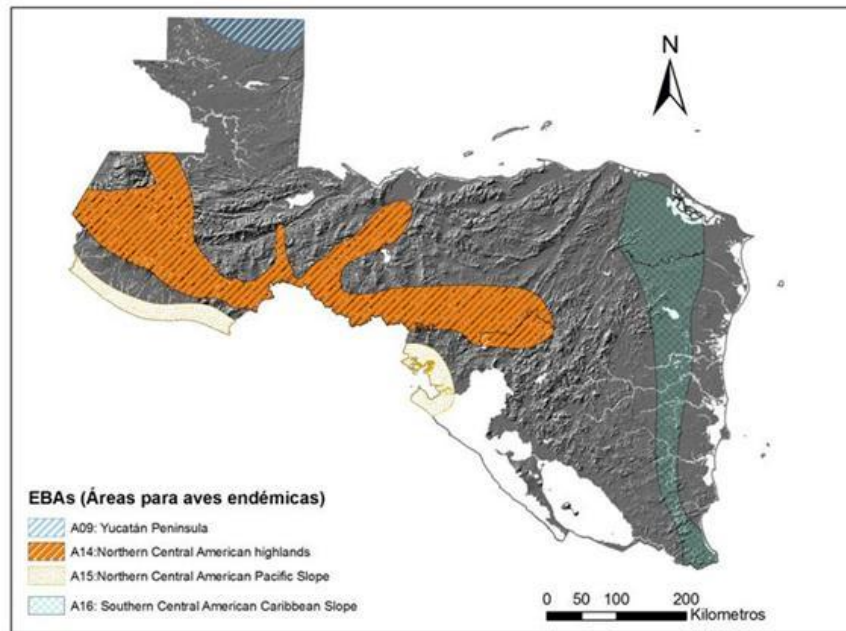 N
EBAs (Áreas para aves endémicas)
A09: Yucatán Peninsula
A14:Northern Central American highlands
A15:Northern Central American Pacific Slope
A16: Southern Central American Caribbean Slope
0 50 100 200
Kilometros